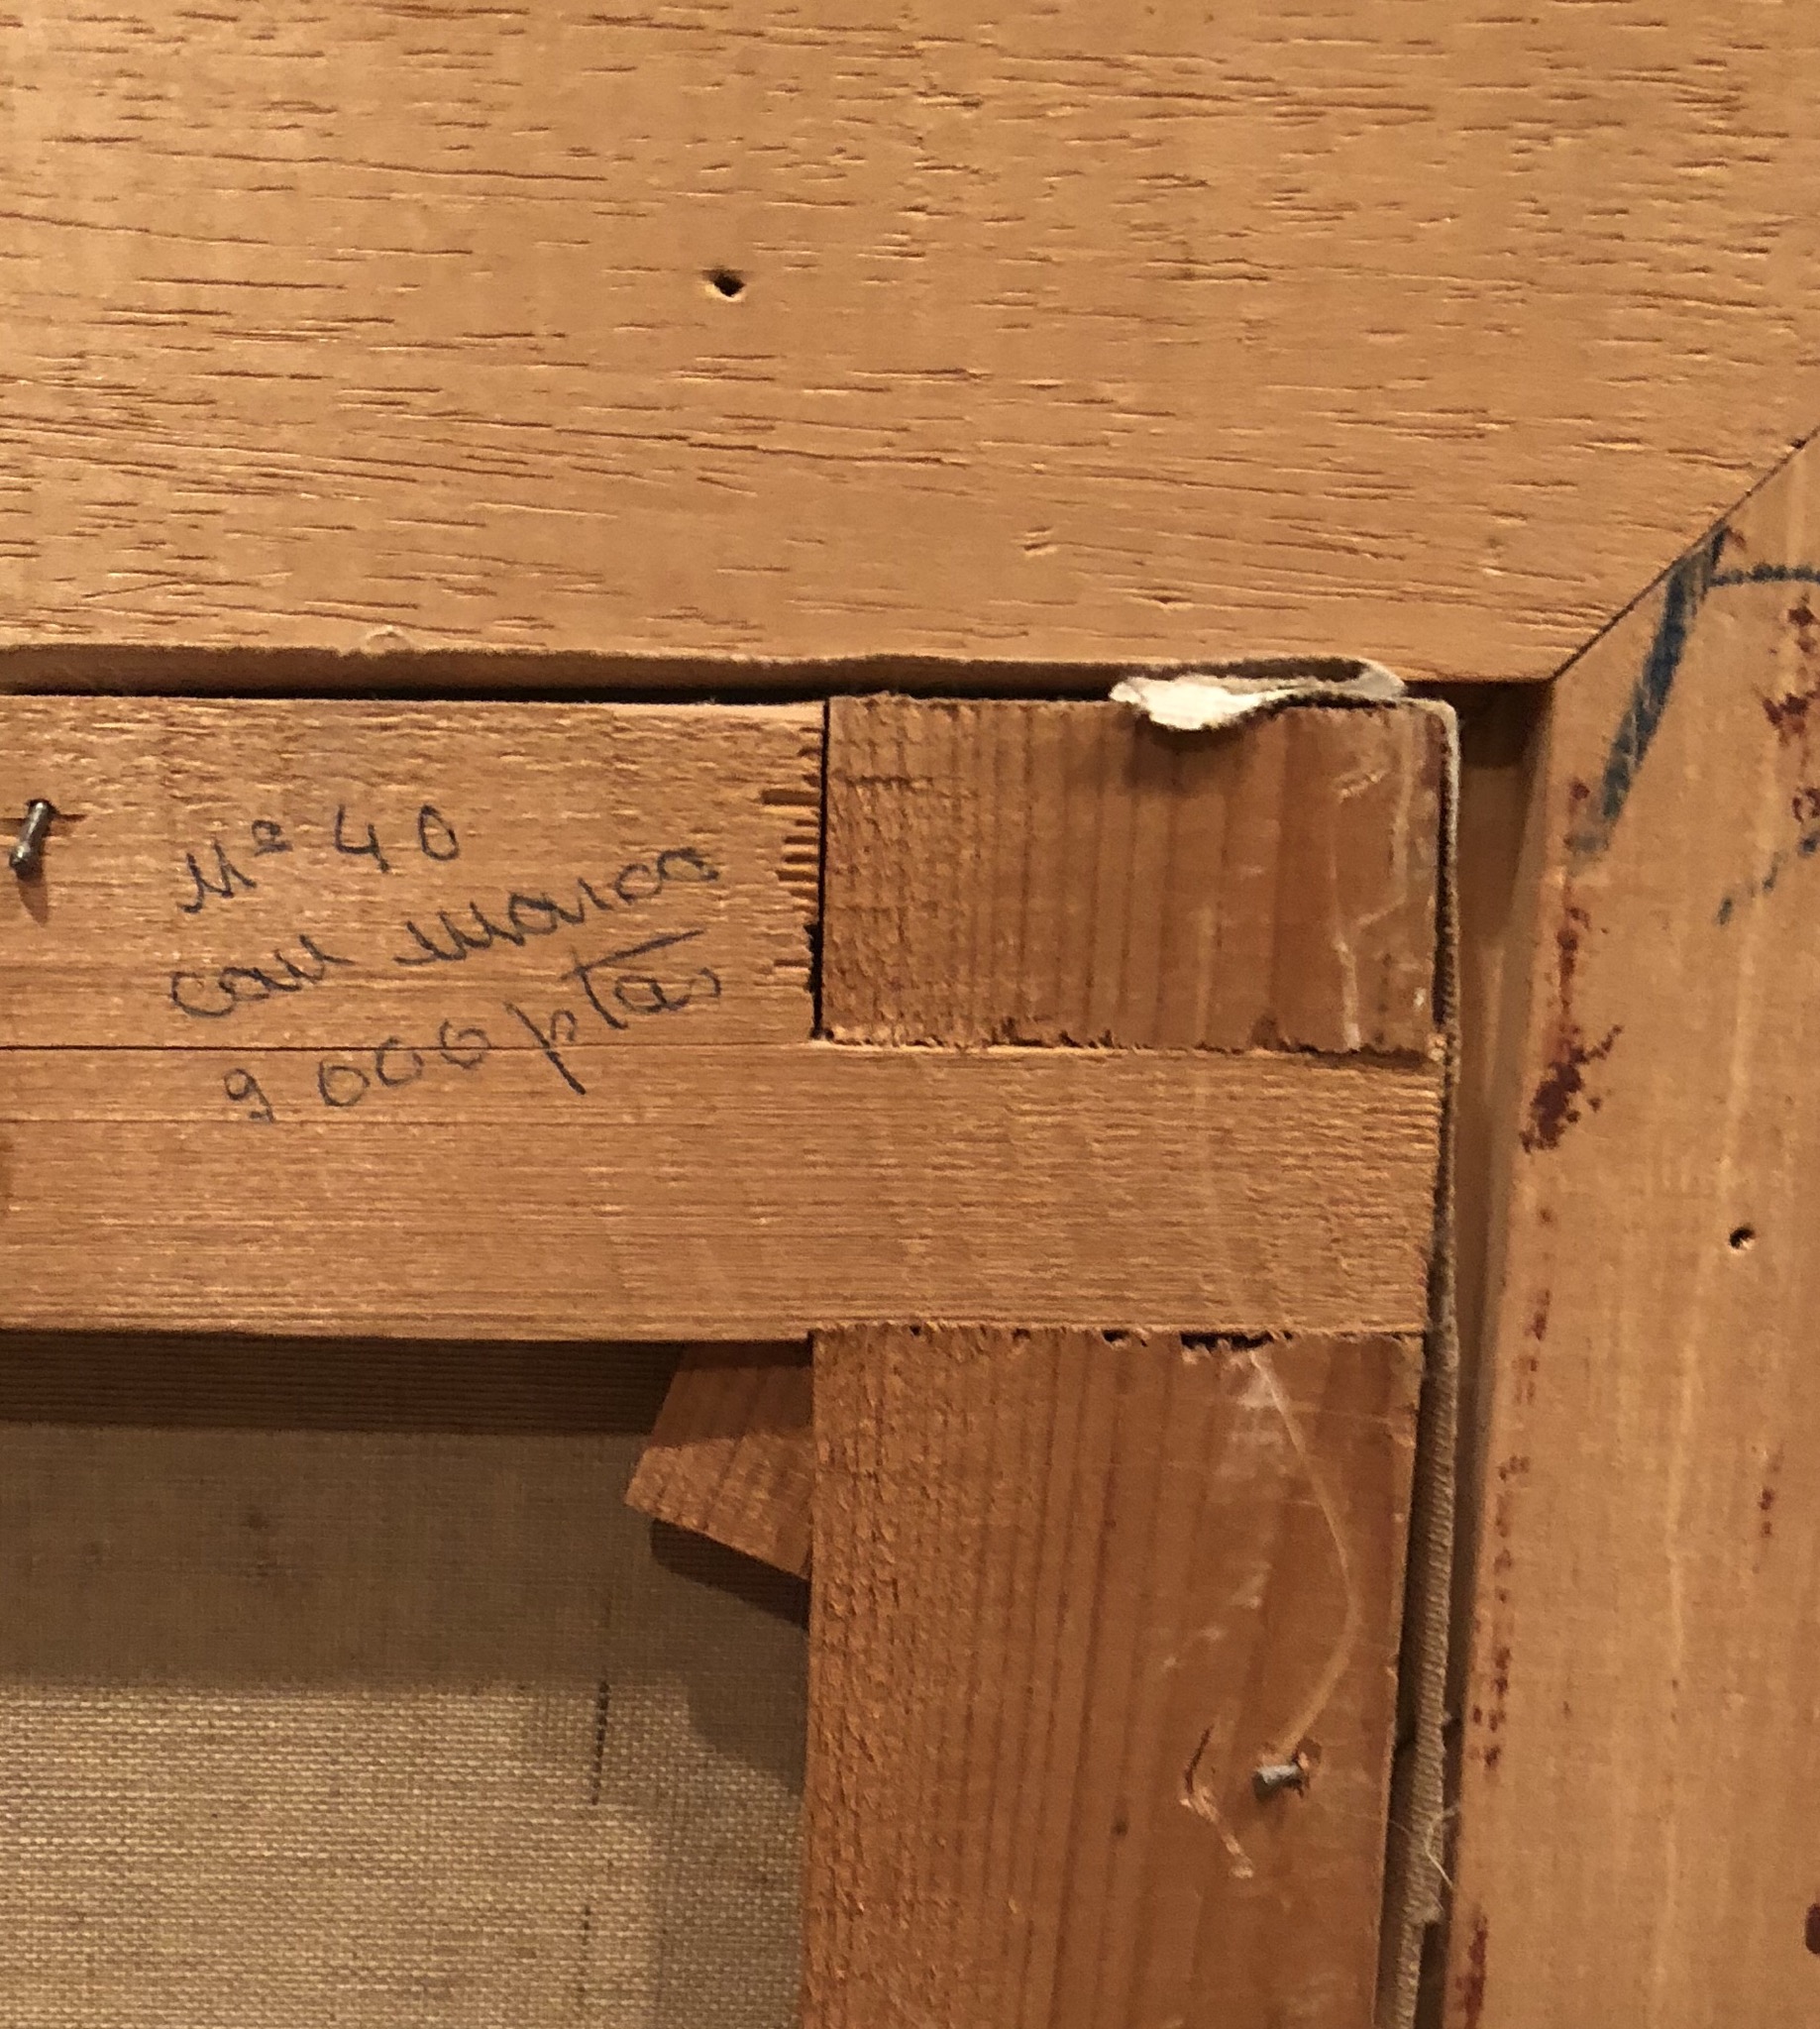 Nº 40
con marco
9 000 ptas